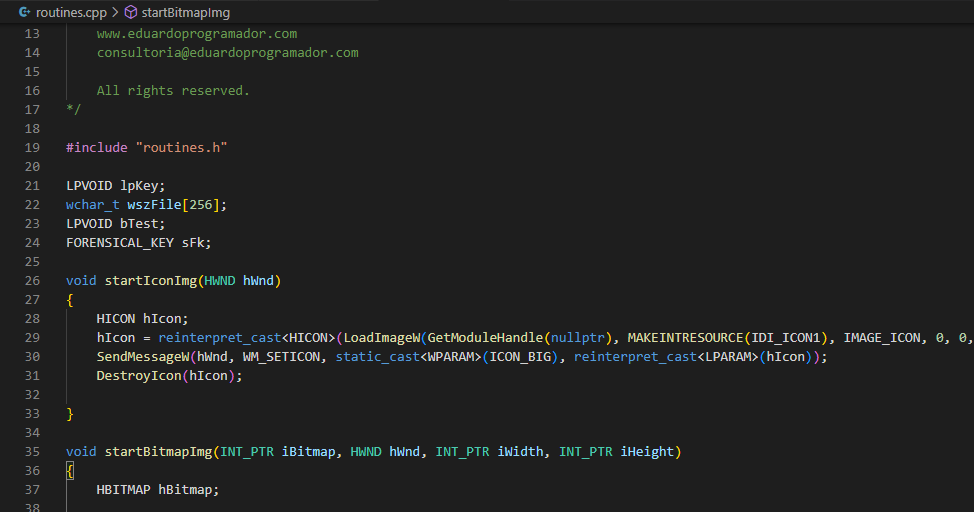 routines.cpp > startBitmapImg
13 www.eduardoprogramador.com
14 consultoria@eduardoprogramador.com
15
16 All rights reserved.
17 */
18
19 #include "routines.h"
20
21 LPVOID lpKey;
22 wchar_t wszFile[256];
23 LPVOID bTest;
24 FORENSICAL_KEY sFk;
25
26 void startIconImg(HWND hWnd)
27 {
28 HICON hIcon;
29 hIcon = reinterpret_cast<HICON>(LoadImageW(GetModuleHandle(nullptr), MAKEINTRESOURCE(IDI_ICON1), IMAGE_ICON, 0, 0,
30 SendMessageW(hWnd, WM_SETICON, static_cast<WPARAM>(ICON_BIG), reinterpret_cast<LPARAM>(hIcon));
31 DestroyIcon(hIcon);
32
33 }
34
35 void startBitmapImg(INT_PTR iBitmap, HWND hWnd, INT_PTR iWidth, INT_PTR iHeight)
36 {
37 HBITMAP hBitmap;
38